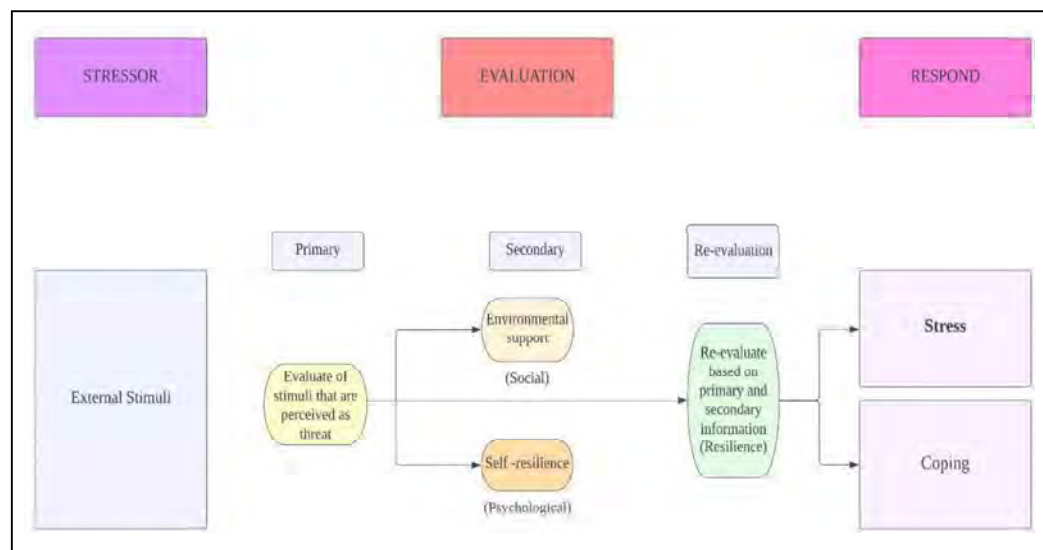 STRESSOR
EVALUATION
RESPOND
Primary
Secondary
Re-evaluation
External Stimuli
Evaluate of
stimuli that are
perceived as
threat
Environmental
support
(Social)
Self -resilience
(Psychological)
Re-evaluate
based on
primary and
secondary
information
(Resilience)
Stress
Coping